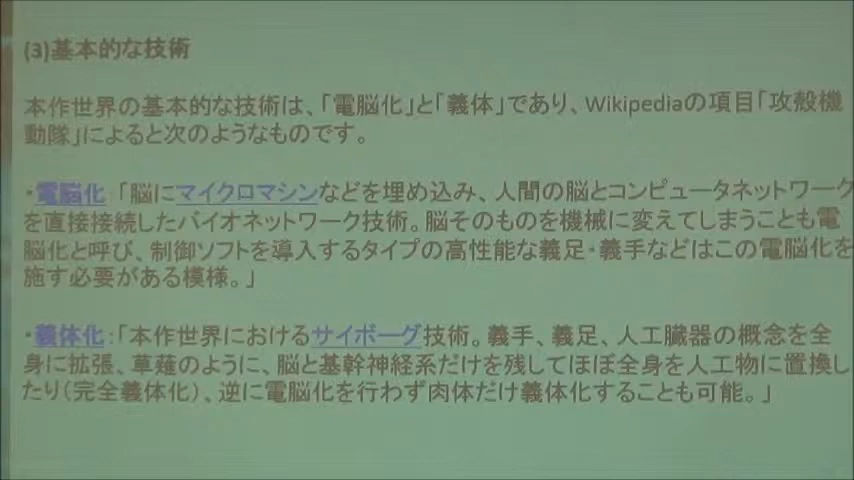 (3)基本的な技術
本作世界の基本的な技術は、「電脳化」と「義体」であり、Wikipediaの項目「攻殻機
動隊」によると次のようなものです。
・電脳化：「脳にマイクロマシンなどを埋め込み、人間の脳とコンピュータネットワーク
を直接接続したバイオネットワーク技術。脳そのものを機械に変えてしまうことも電
脳化と呼び、制御ソフトを導入するタイプの高性能な義足・義手などはこの電脳化を
施す必要がある模様。」
・義体化：「本作世界におけるサイボーグ技術。義手、義足、人工臓器の概念を全
身に拡張、草薙のように、脳と基幹神経系だけを残してほぼ全身を人工物に置換し
たり（完全義体化）、逆に電脳化を行わず肉体だけ義体化することも可能。」